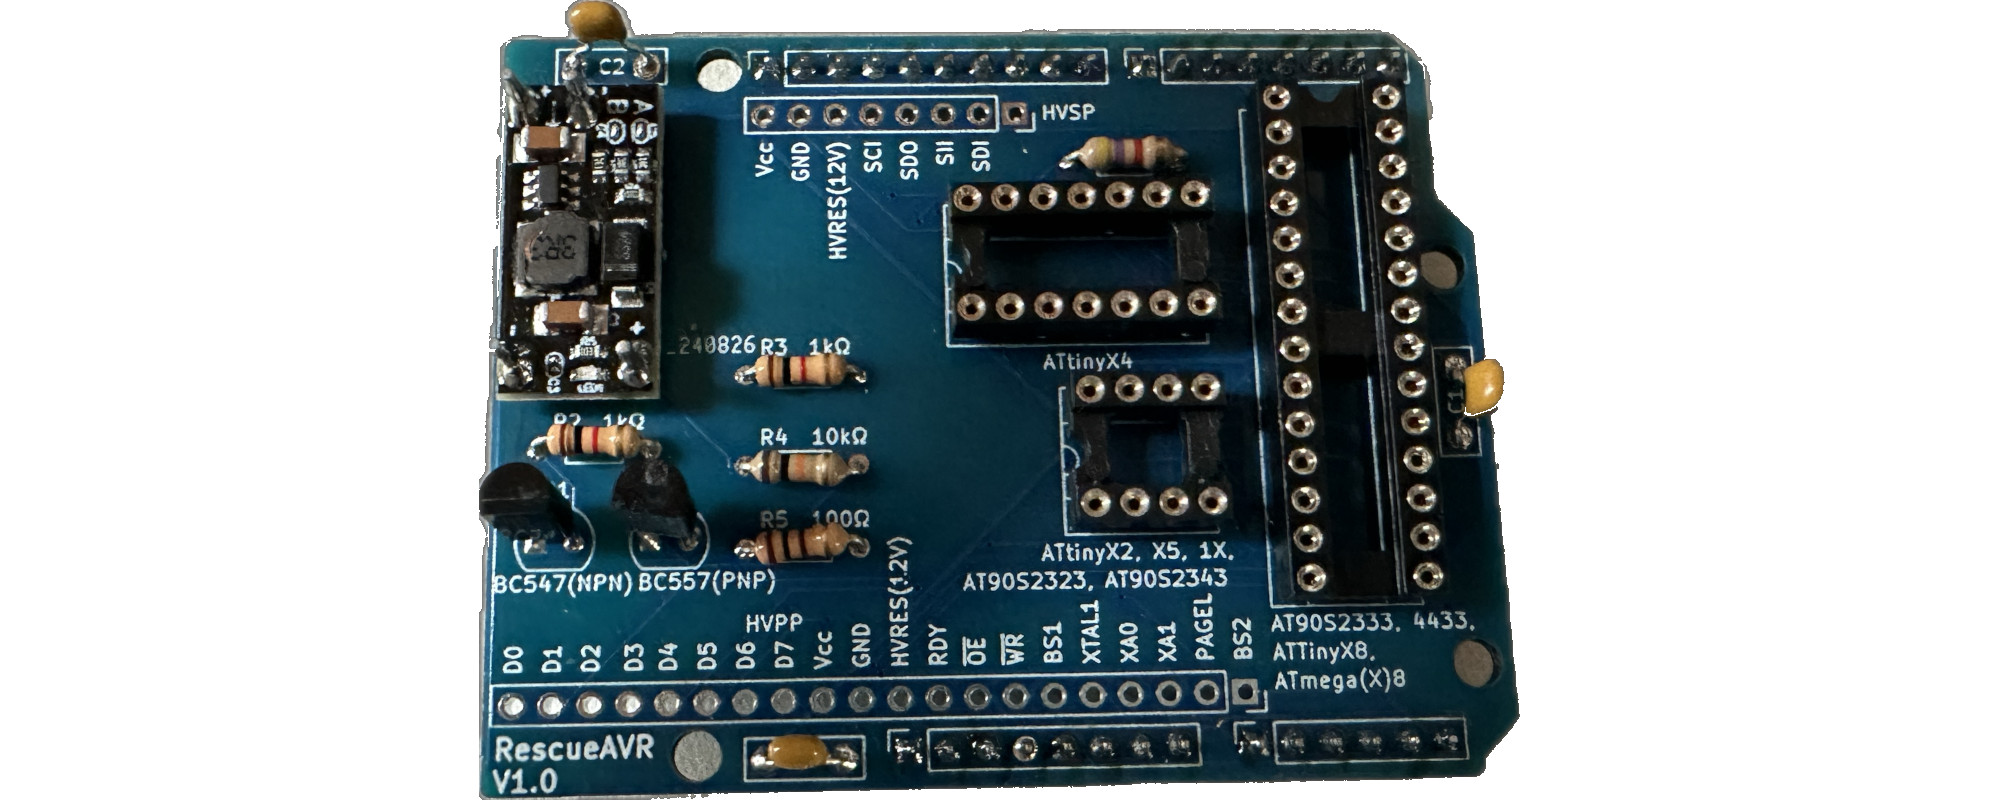 C2
HVSP
Vcc
GND
HVRES(12V)
SCI
SDO
SII
SDI
_240826
R3 1kΩ
ATtinyX4
R2 1kΩ
C1
R4 10kΩ
R5 100Ω
BC547(NPN)
BC557(PNP)
ATtinyX2, X5, 1X,
AT90S2323, AT90S2343
HVPP
D0
D1
D2
D3
D4
D5
D6
D7
Vcc
GND
HVRES(12V)
RDY
OE
WR
BS1
XTAL1
XA0
XA1
PAGEL
BS2
AT90S2333, 4433,
ATTinyX8,
ATmega(X)8
RescueAVR
V1.0